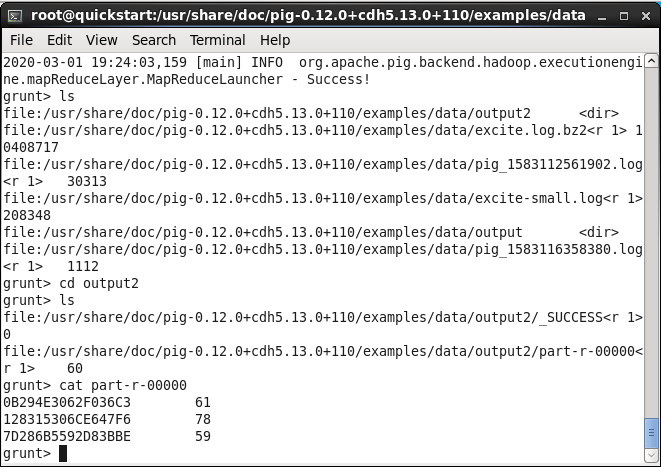 root@quickstart:/usr/share/doc/pig-0.12.0+cdh5.13.0+110/examples/data
File Edit View Search Terminal Help
2020-03-01 19:24:03,159 [main] INFO  org.apache.pig.backend.hadoop.executionengi
ne.mapReduceLayer.MapReduceLauncher - Success!
grunt> ls
file:/usr/share/doc/pig-0.12.0+cdh5.13.0+110/examples/data/output2	<dir>
file:/usr/share/doc/pig-0.12.0+cdh5.13.0+110/examples/data/excite.log.bz2<r 1>	1
0408717
file:/usr/share/doc/pig-0.12.0+cdh5.13.0+110/examples/data/pig_1583112561902.log
<r 1>	30313
file:/usr/share/doc/pig-0.12.0+cdh5.13.0+110/examples/data/excite-small.log<r 1>
208348
file:/usr/share/doc/pig-0.12.0+cdh5.13.0+110/examples/data/output	<dir>
file:/usr/share/doc/pig-0.12.0+cdh5.13.0+110/examples/data/pig_1583116358380.log
<r 1>	1112
grunt> cd output2
grunt> ls
file:/usr/share/doc/pig-0.12.0+cdh5.13.0+110/examples/data/output2/_SUCCESS<r 1>
0
file:/usr/share/doc/pig-0.12.0+cdh5.13.0+110/examples/data/output2/part-r-00000<
r 1>	60
grunt> cat part-r-00000
0B294E3062F036C3	61
128315306CE647F6	78
7D286B5592D83BBE	59
grunt>